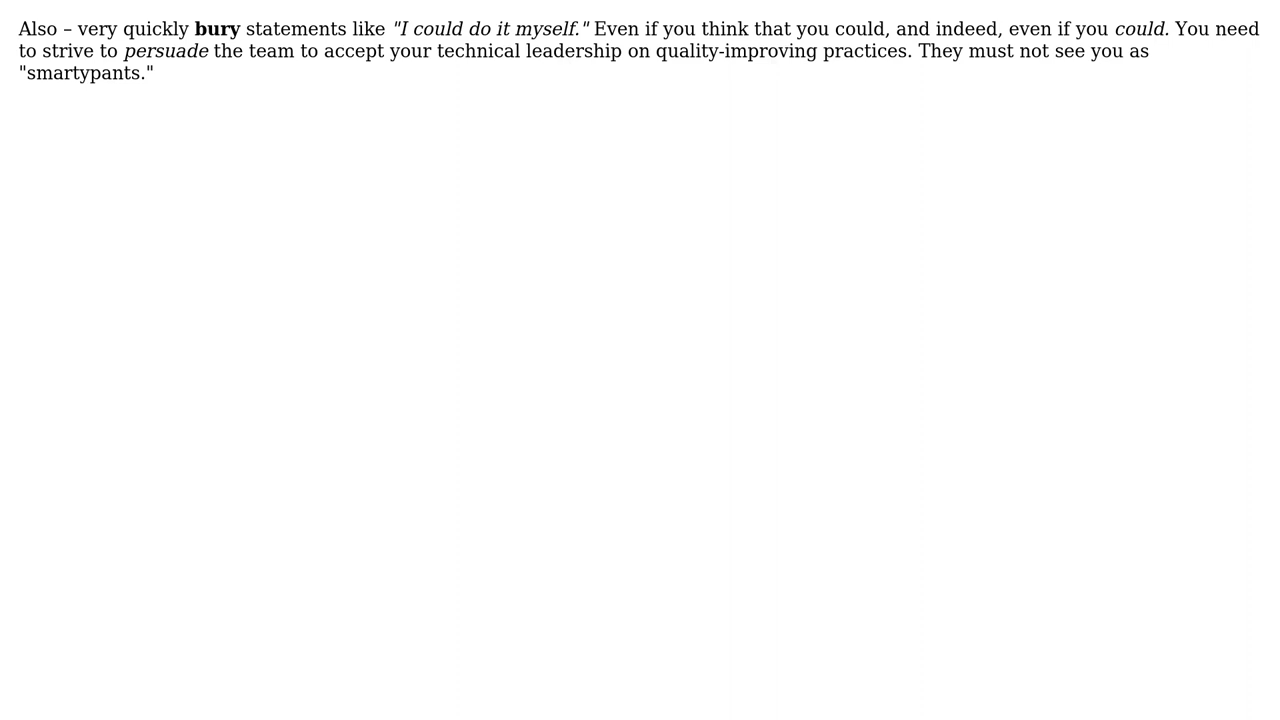 Also – very quickly bury statements like "I could do it myself." Even if you think that you could, and indeed, even if you could. You need
to strive to persuade the team to accept your technical leadership on quality-improving practices. They must not see you as
"smartypants."